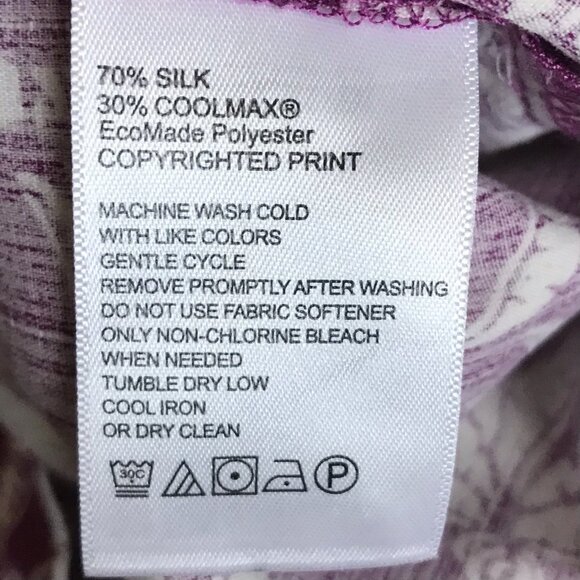 70% SILK
30% COOLMAX®
EcoMade Polyester
COPYRIGHTED PRINT
MACHINE WASH COLD
WITH LIKE COLORS
GENTLE CYCLE
REMOVE PROMPTLY AFTER WASHING
DO NOT USE FABRIC SOFTENER
ONLY NON-CHLORINE BLEACH
WHEN NEEDED
TUMBLE DRY LOW
COOL IRON
OR DRY CLEAN
30C P